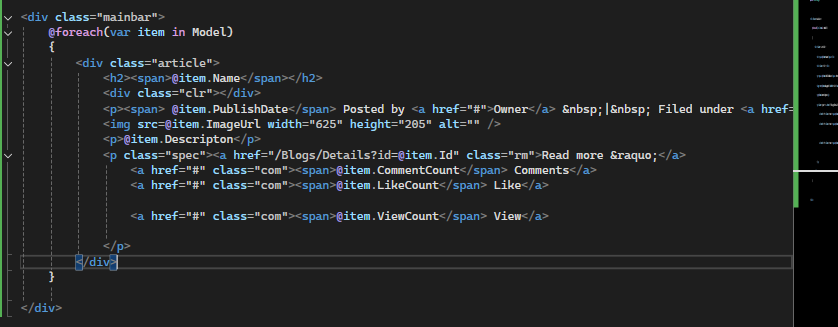 <div class="mainbar">
@foreach(var item in Model)
{
<div class="article">
<h2><span>@item.Name</span></h2>
<div class="clr"></div>
<p><span> @item.PublishDate</span> Posted by <a href="#">Owner</a> &nbsp;|&nbsp; Filed under <a href=
<img src=@item.ImageUrl width="625" height="205" alt="" />
<p>@item.Descripton</p>
<p class="spec"><a href="/Blogs/Details?id=@item.Id" class="rm">Read more &raquo;</a>
<a href="#" class="com"><span>@item.CommentCount</span> Comments</a>
<a href="#" class="com"><span>@item.LikeCount</span> Like</a>
<a href="#" class="com"><span>@item.ViewCount</span> View</a>
</p>
</div>
}
</div>